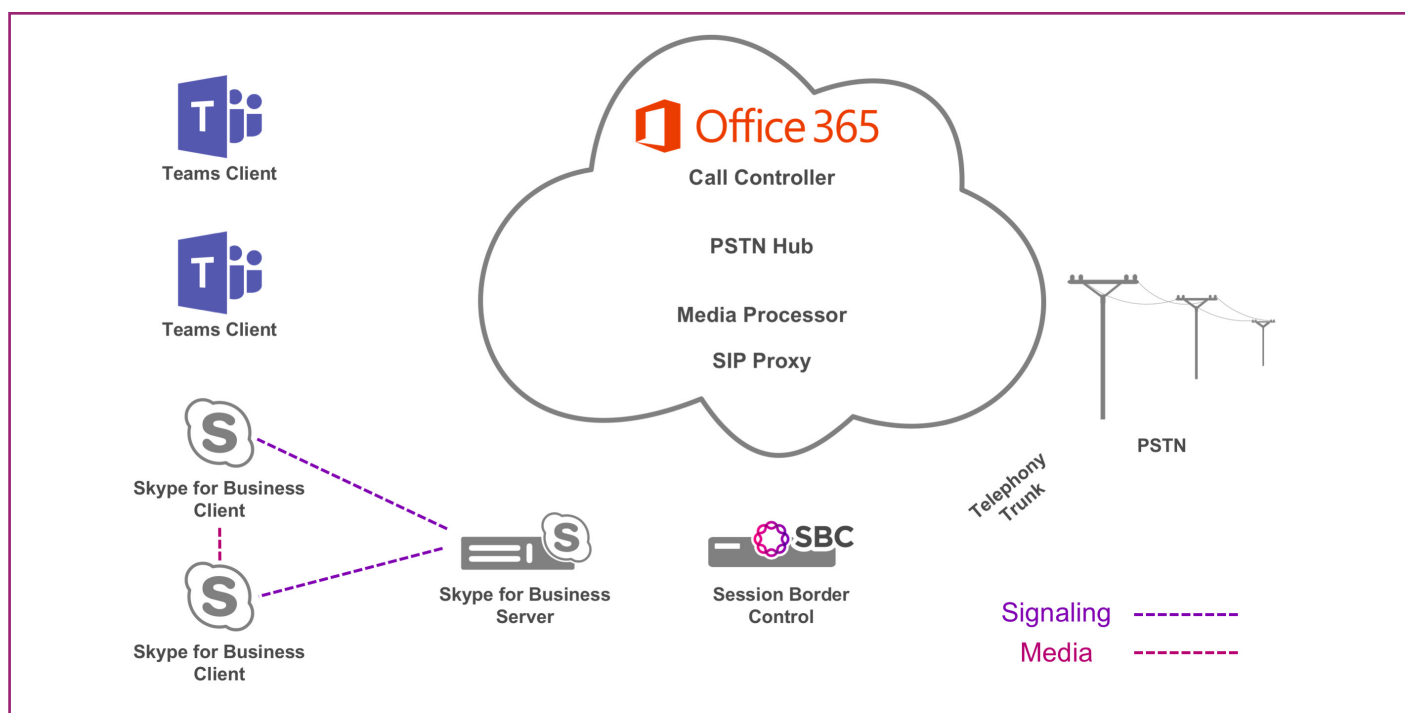 T
Teams Client
T
Teams Client
Office 365
Call Controller
PSTN Hub
Media Processor
SIP Proxy
PSTN
Telephony
Trunk
S
Skype for Business
Client
S
Skype for Business
Client
S
Skype for Business
Server
SBC
Session Border
Control
Signaling
Media